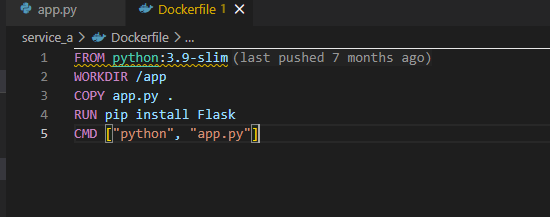 app.py
Dockerfile 1 ×
service_a > Dockerfile > ...
1 FROM python:3.9-slim (last pushed 7 months ago)
2 WORKDIR /app
3 COPY app.py .
4 RUN pip install Flask
5 CMD ["python", "app.py"]